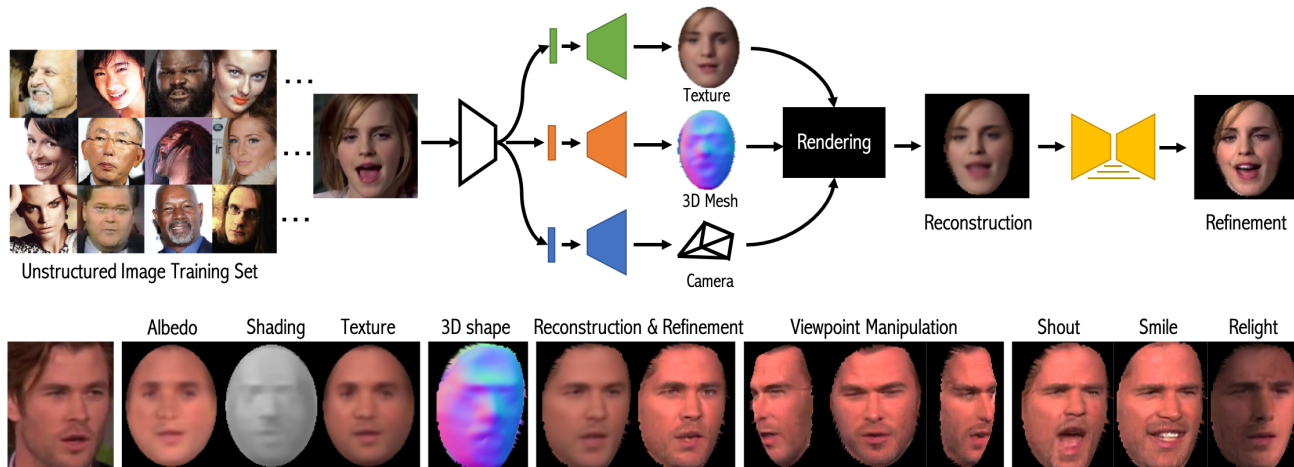 Texture
Rendering
3D Mesh
Camera
Reconstruction
Refinement
Unstructured Image Training Set
Albedo
Shading
Texture
3D shape
Reconstruction & Refinement
Viewpoint Manipulation
Shout
Smile
Relight